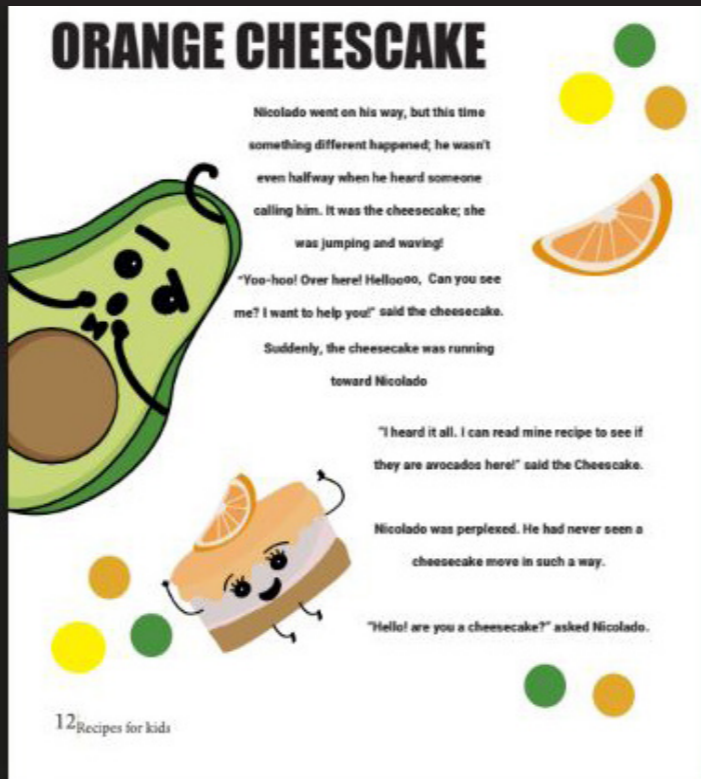 ORANGE CHEESCAKE
Nicolado went on his way, but this time
something different happened; he wasn't
even halfway when he heard someone
calling him. It was the cheesecake; she
was jumping and waving!
"Yoo-hoo! Over here! Helloooo, Can you see
me? I want to help you!" said the cheesecake.
Suddenly, the cheesecake was running
toward Nicolado
"I heard it all. I can read mine recipe to see if
they are avocados here!" said the Cheescake.
Nicolado was perplexed. He had never seen a
cheesecake move in such a way.
"Hello! are you a cheesecake?" asked Nicolado.
12 Recipes for kids